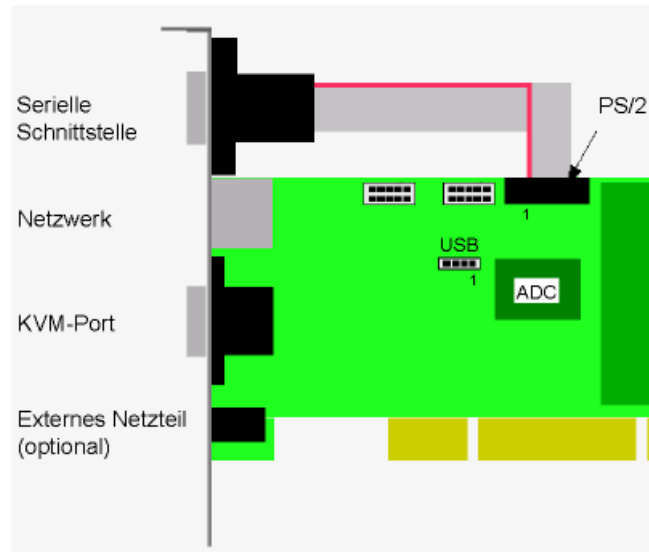 Serielle
Schnittstelle
PS/2
Netzwerk
1
USB
1
ADC
KVM-Port
Externes Netzteil
(optional)